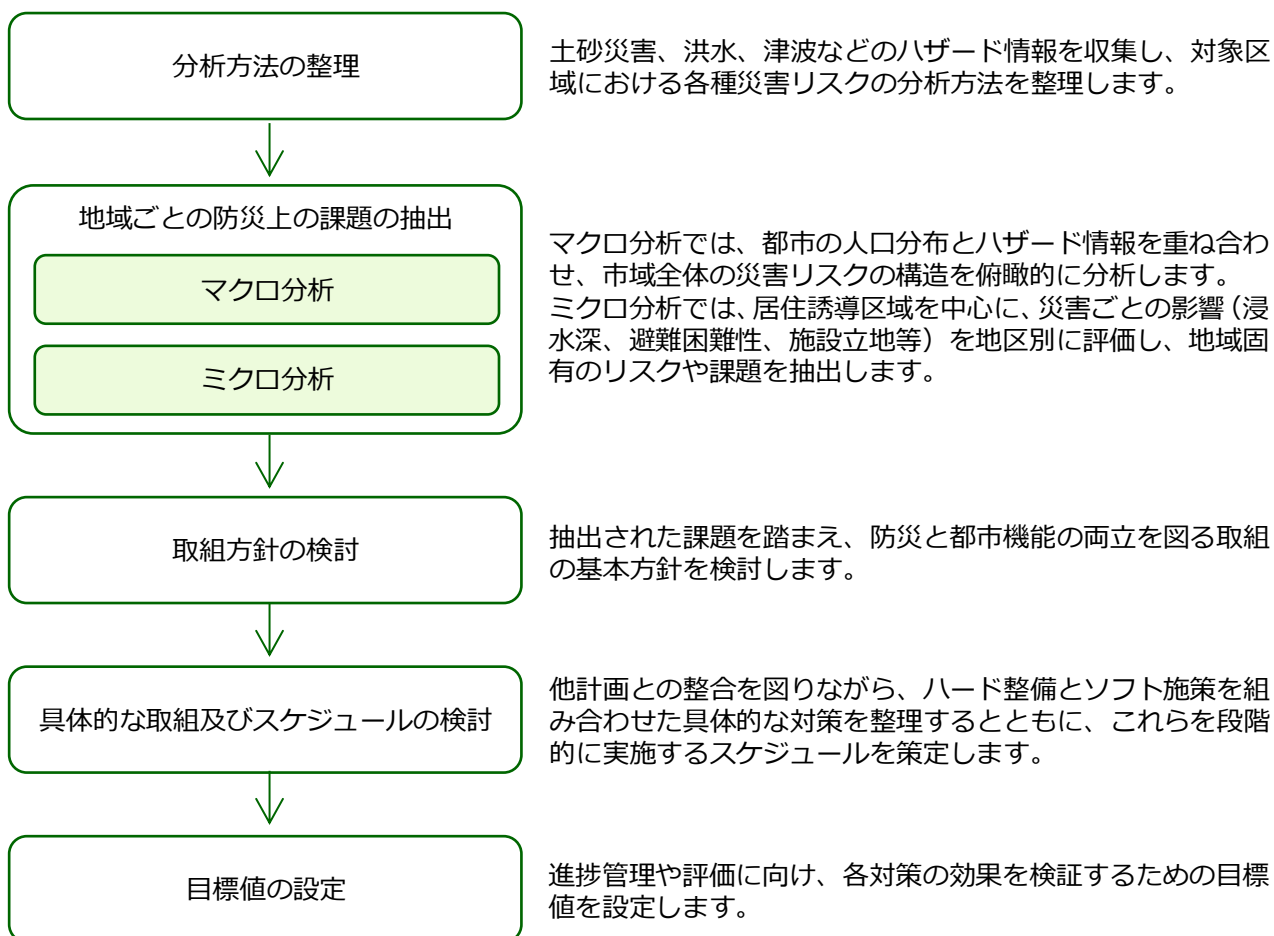 分析方法の整理
土砂災害、洪水、津波などのハザード情報を収集し、対象区
域における各種災害リスクの分析方法を整理します。
地域ごとの防災上の課題の抽出
マクロ分析
ミクロ分析
マクロ分析では、都市の人口分布とハザード情報を重ね合わ
せ、市域全体の災害リスクの構造を俯瞰的に分析します。
ミクロ分析では、居住誘導区域を中心に、災害ごとの影響（浸
水深、避難困難性、施設立地等）を地区別に評価し、地域固
有のリスクや課題を抽出します。
取組方針の検討
抽出された課題を踏まえ、防災と都市機能の両立を図る取組
の基本方針を検討します。
具体的な取組及びスケジュールの検討
他計画との整合を図りながら、ハード整備とソフト施策を組
み合わせた具体的な対策を整理するとともに、これらを段階
的に実施するスケジュールを策定します。
目標値の設定
進捗管理や評価に向け、各対策の効果を検証するための目標
値を設定します。